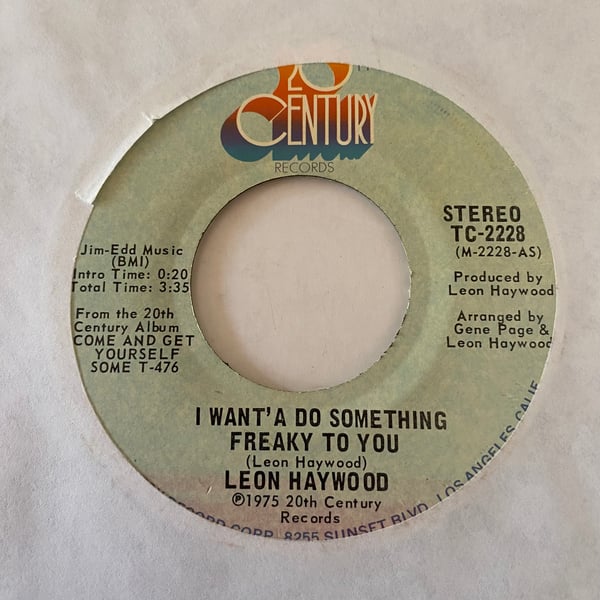 20
CENTURY
RECORDS
STEREO
TC-2228
(M-2228-AS)
Produced by
Leon Haywood
Arranged by
Gene Page &
Leon Haywood
Jim-Edd Music
(BMI)
Intro Time: 0:20
Total Time: 3:35
From the 20th
Century Album
COME AND GET
YOURSELF
SOME T-476
I WANT'A DO SOMETHING
FREAKY TO YOU
(Leon Haywood)
LEON HAYWOOD
℗1975 20th Century
Records
CORP. 8255 SUNSET BLVD. LOS ANGELES, CALIF.